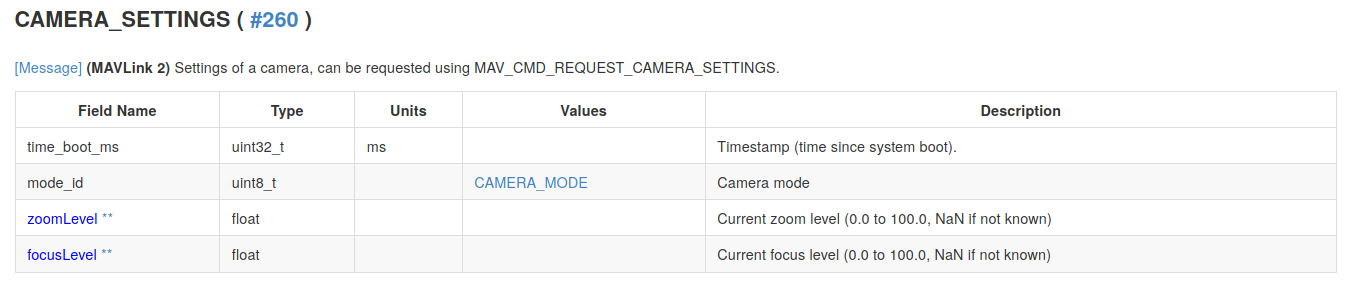 CAMERA_SETTINGS ( #260 )
[Message] (MAVLink 2) Settings of a camera, can be requested using MAV_CMD_REQUEST_CAMERA_SETTINGS.
Field Name Type Units Values Description
time_boot_ms uint32_t ms Timestamp (time since system boot).
mode_id uint8_t CAMERA_MODE Camera mode
zoomLevel ** float Current zoom level (0.0 to 100.0, NaN if not known)
focusLevel ** float Current focus level (0.0 to 100.0, NaN if not known)